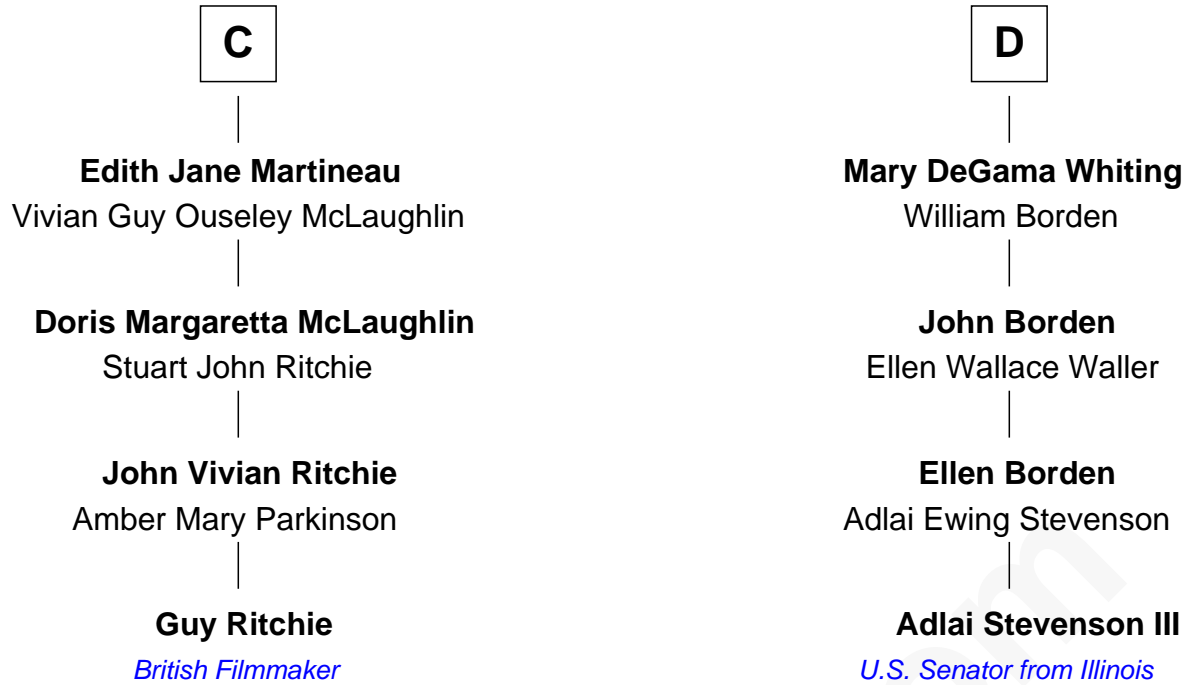 C
Edith Jane Martineau
Vivian Guy Ouseley McLaughlin
Doris Margaretta McLaughlin
Stuart John Ritchie
John Vivian Ritchie
Amber Mary Parkinson
Guy Ritchie
British Filmmaker
D
Mary DeGama Whiting
William Borden
John Borden
Ellen Wallace Waller
Ellen Borden
Adlai Ewing Stevenson
Adlai Stevenson III
U.S. Senator from Illinois